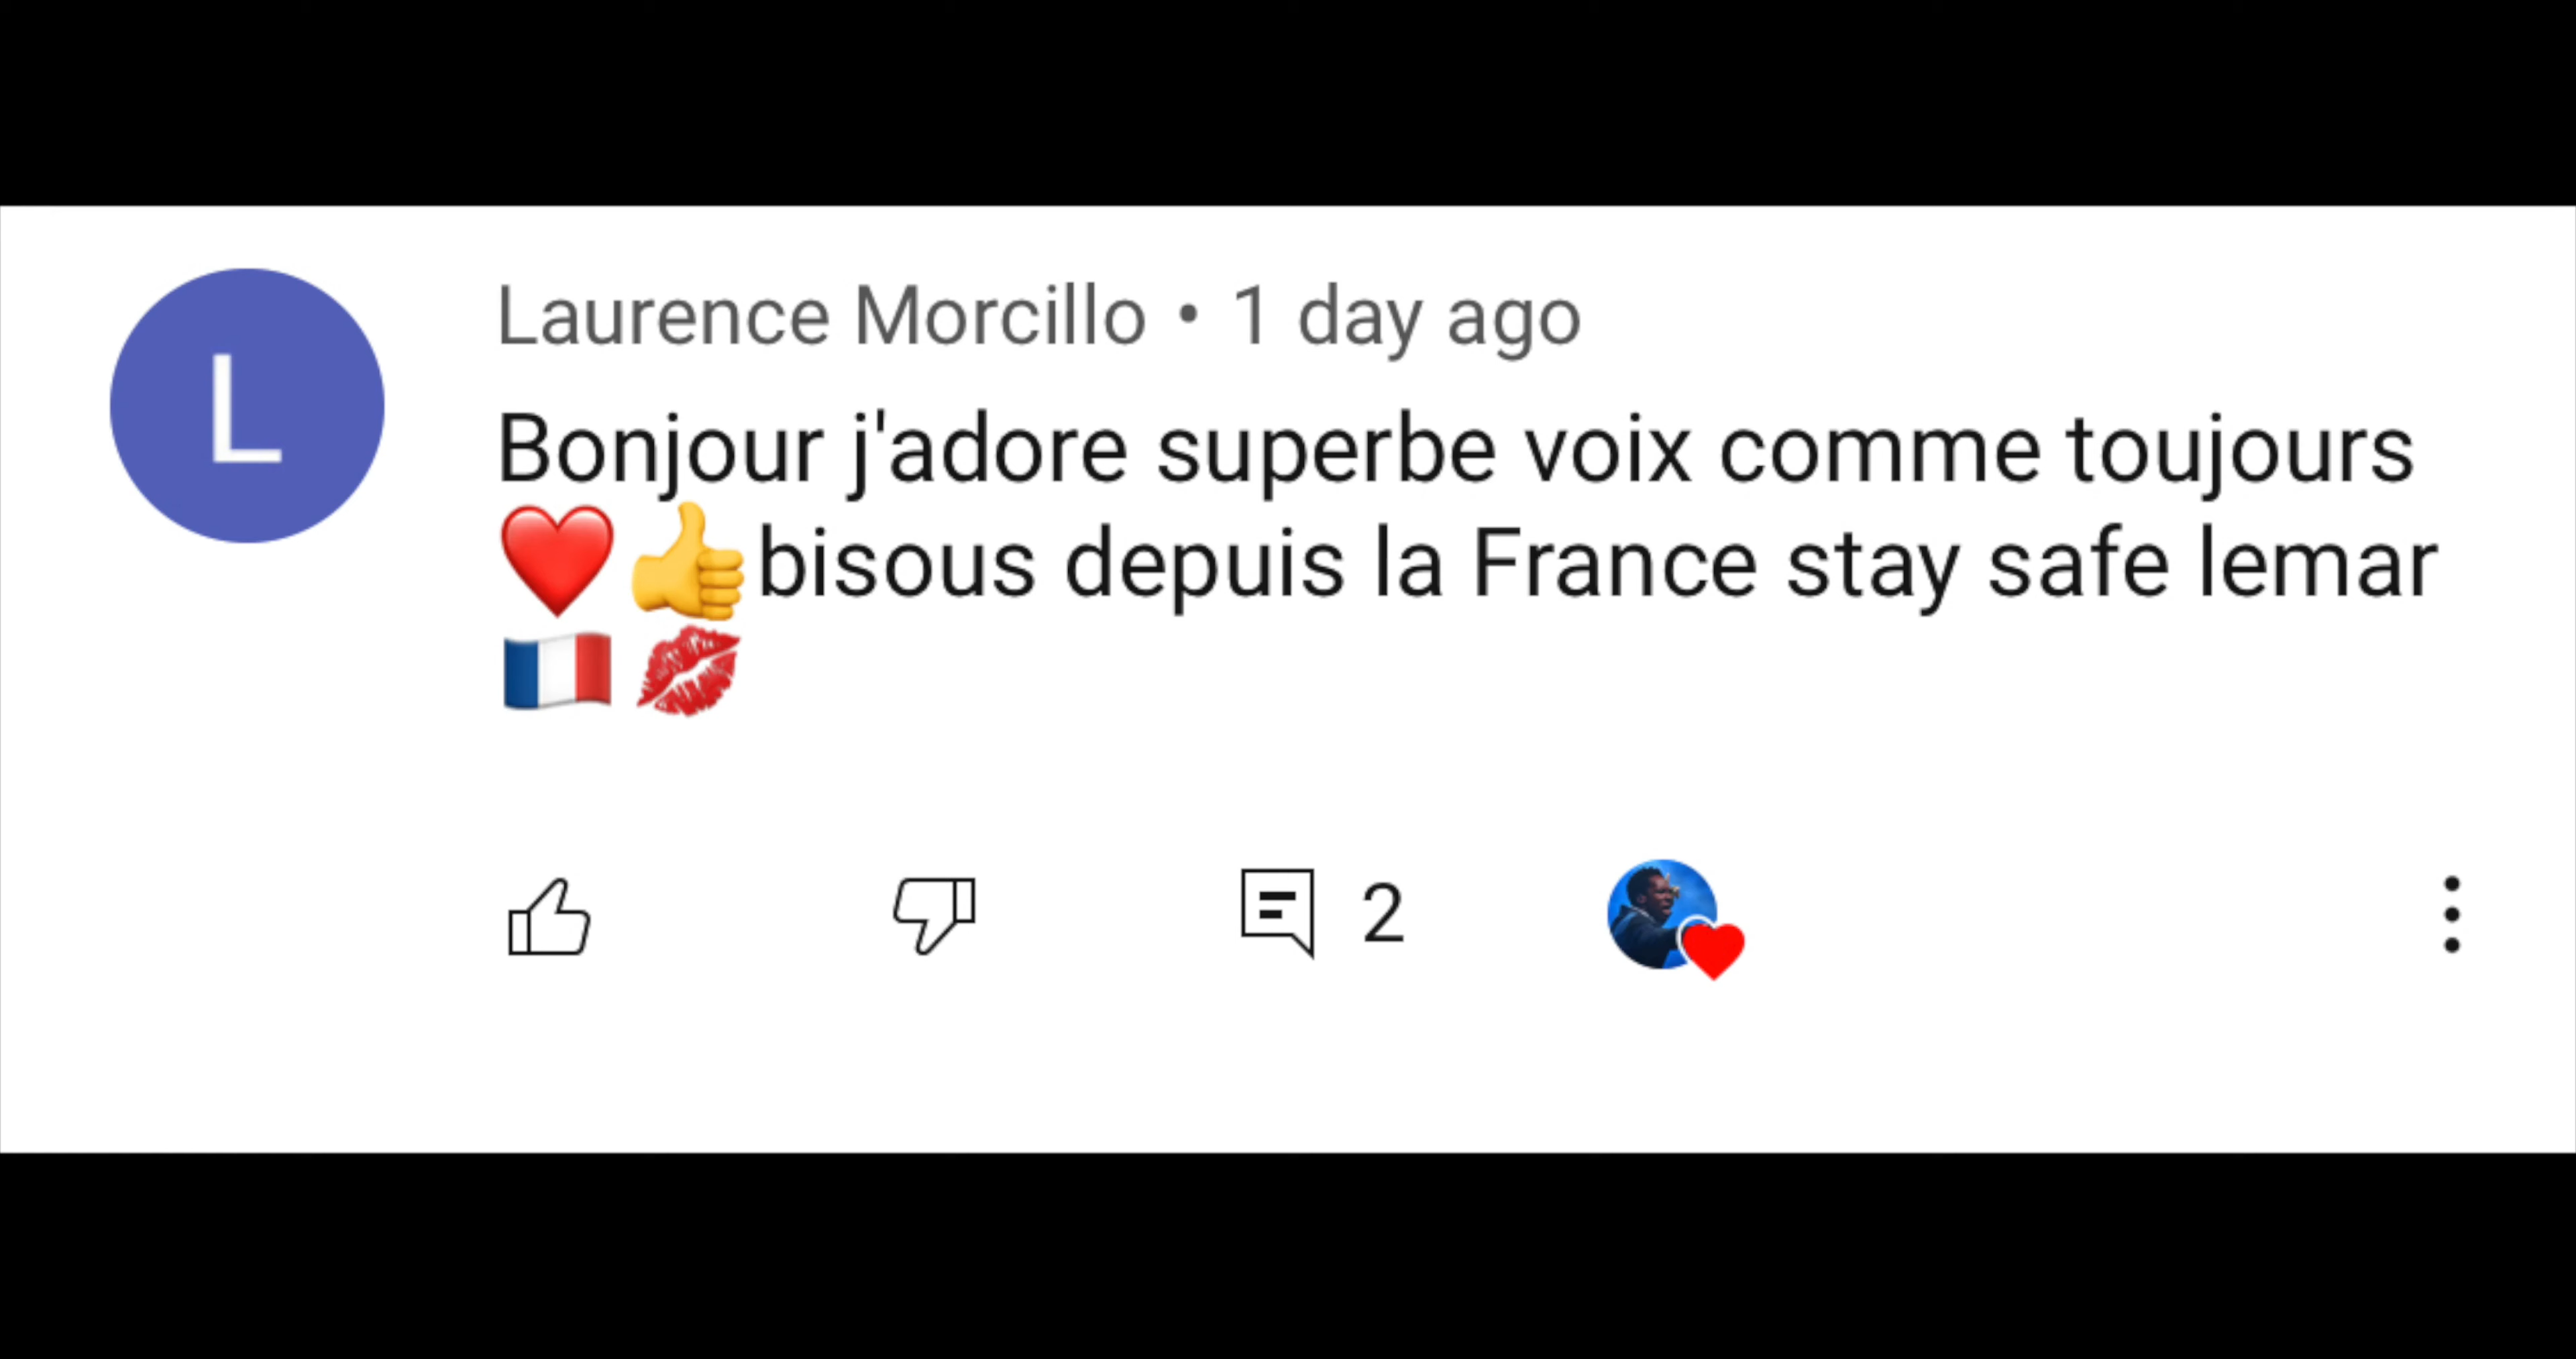 L
Laurence Morcillo • 1 day ago
Bonjour j'adore superbe voix comme toujours
❤️👍bisous depuis la France stay safe lemar
🇫🇷💋
2